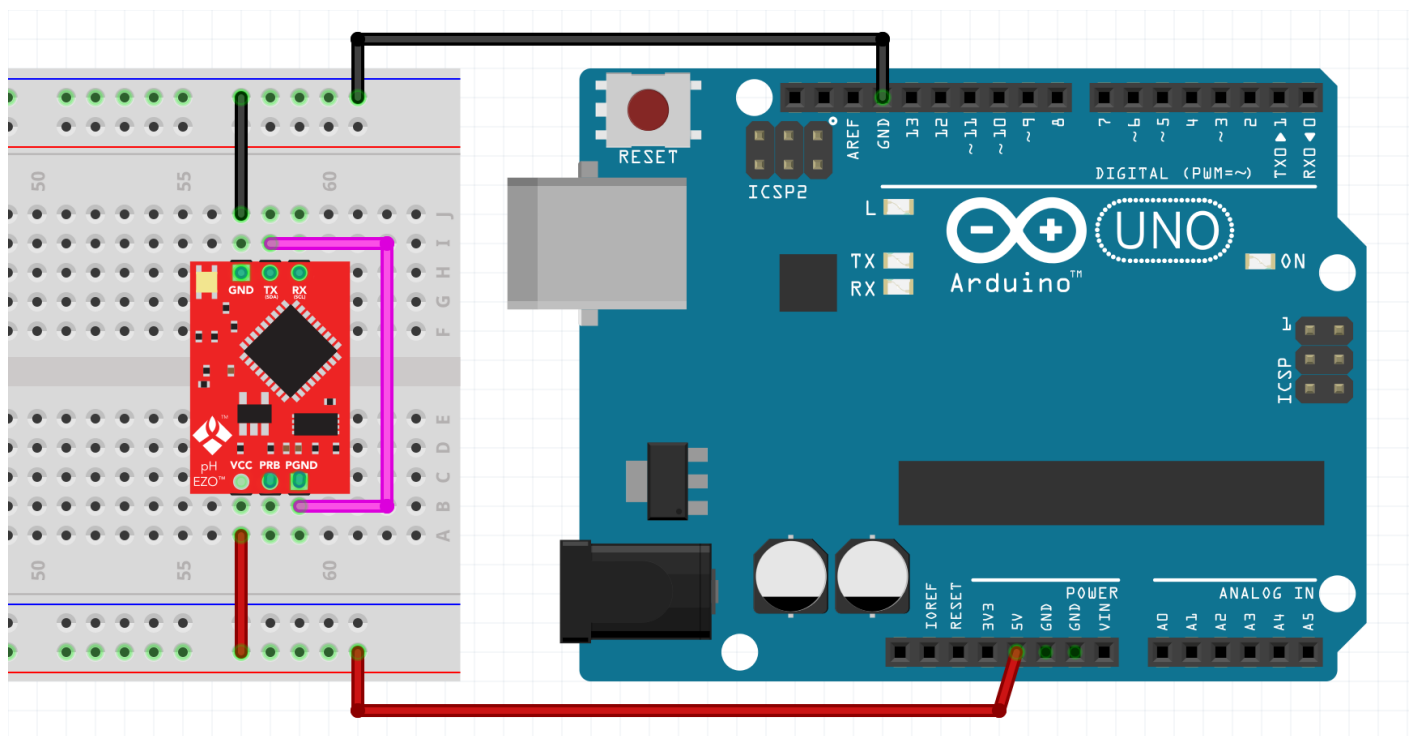 50
55
60
J
I
H
G
F
E
D
C
B
A
50
55
60
GND TX RX
(SDA) (SCL)
™
pH
EZO™
VCC PRB PGND
RESET
ICSP2
AREF
GND
13
12
~11
~10
~9
8
7
~6
~5
4
~3
2
TX0▶1
RX0◀0
DIGITAL (PWM=~)
L
TX
RX
UNO
Arduino™
ON
1
ICSP
IOREF
RESET
3V3
5V
GND
GND
VIN
POWER
ANALOG IN
A0
A1
A2
A3
A4
A5